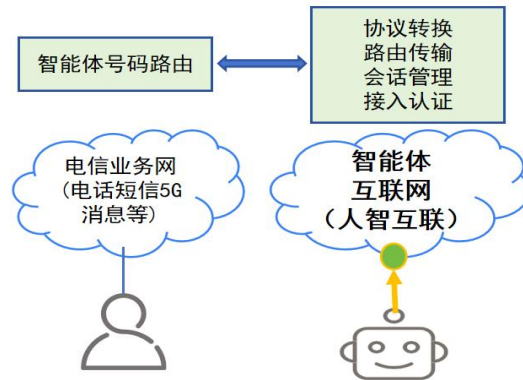 智能体号码路由
协议转换
路由传输
会话管理
接入认证
电信业务网
(电话短信5G
消息等)
智能体
互联网
(人智互联)